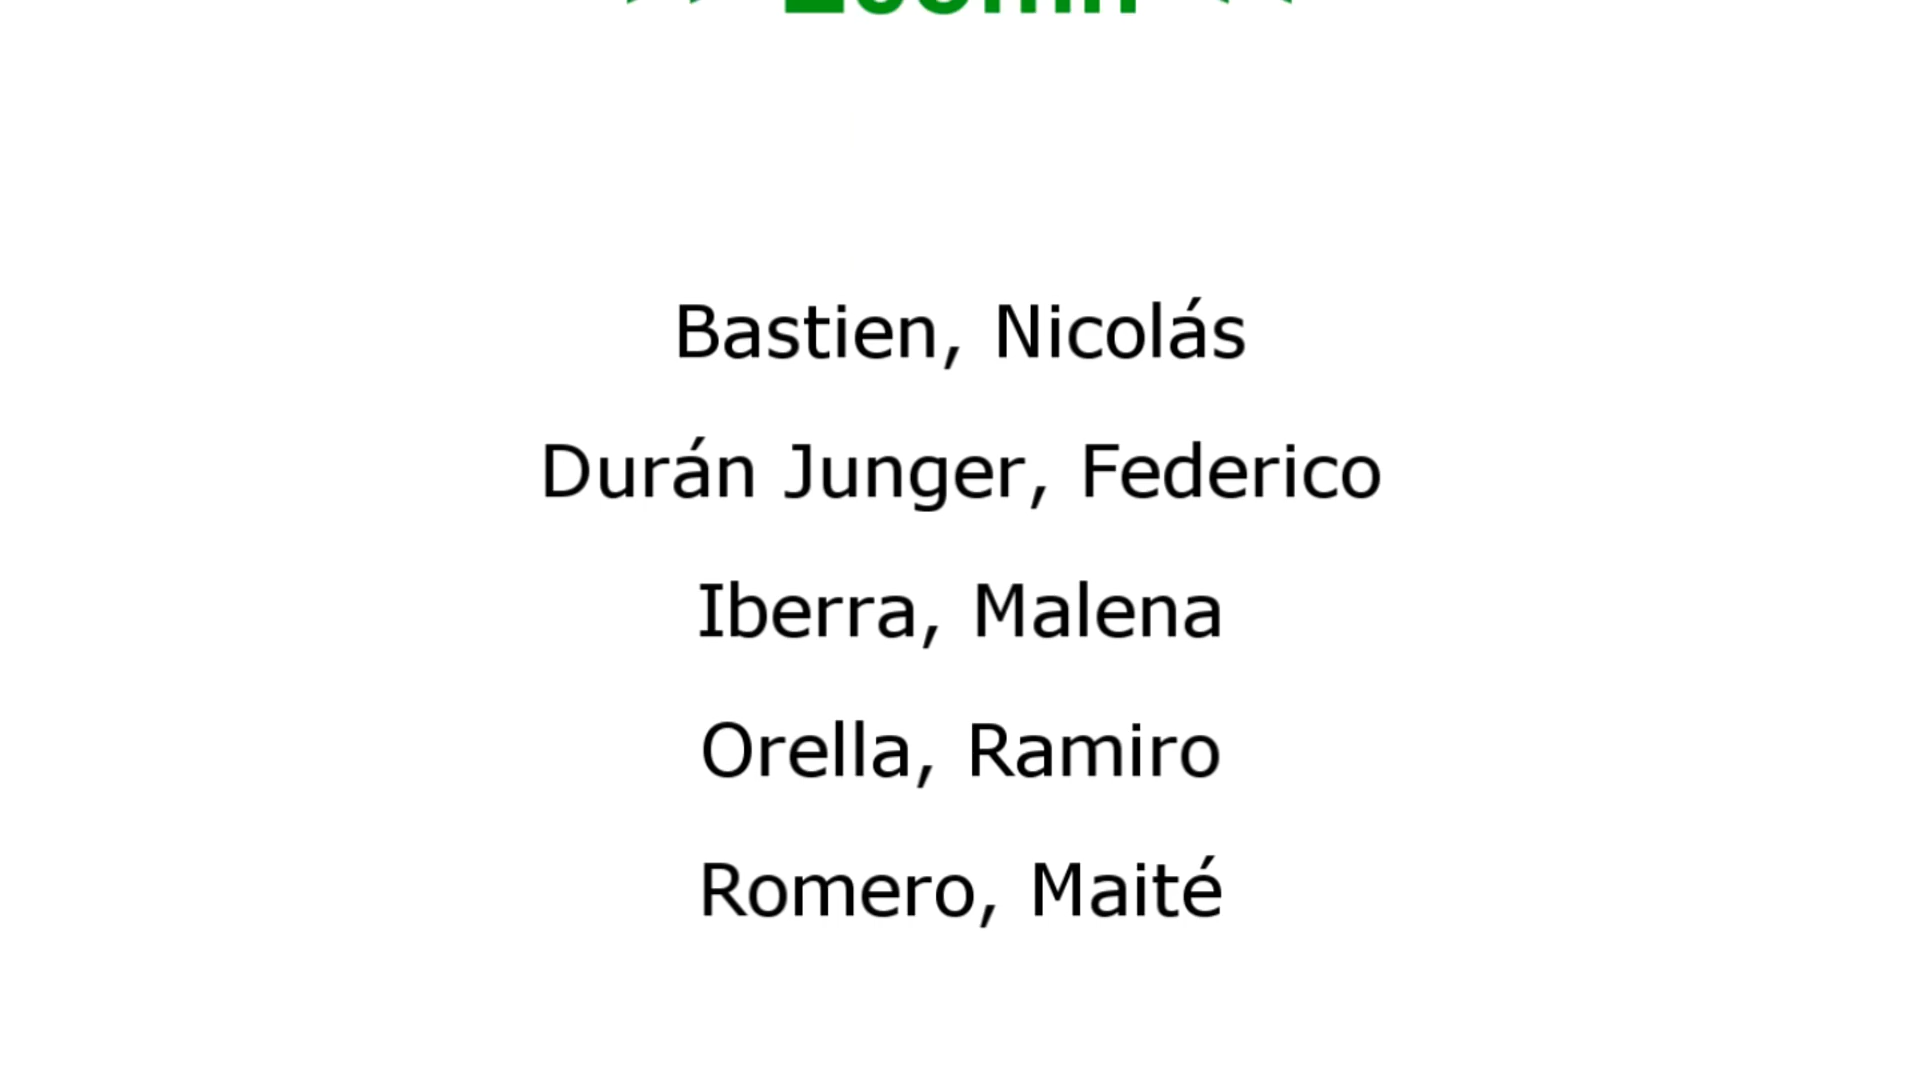 Bastien, Nicolás
Durán Junger, Federico
Iberra, Malena
Orella, Ramiro
Romero, Maité